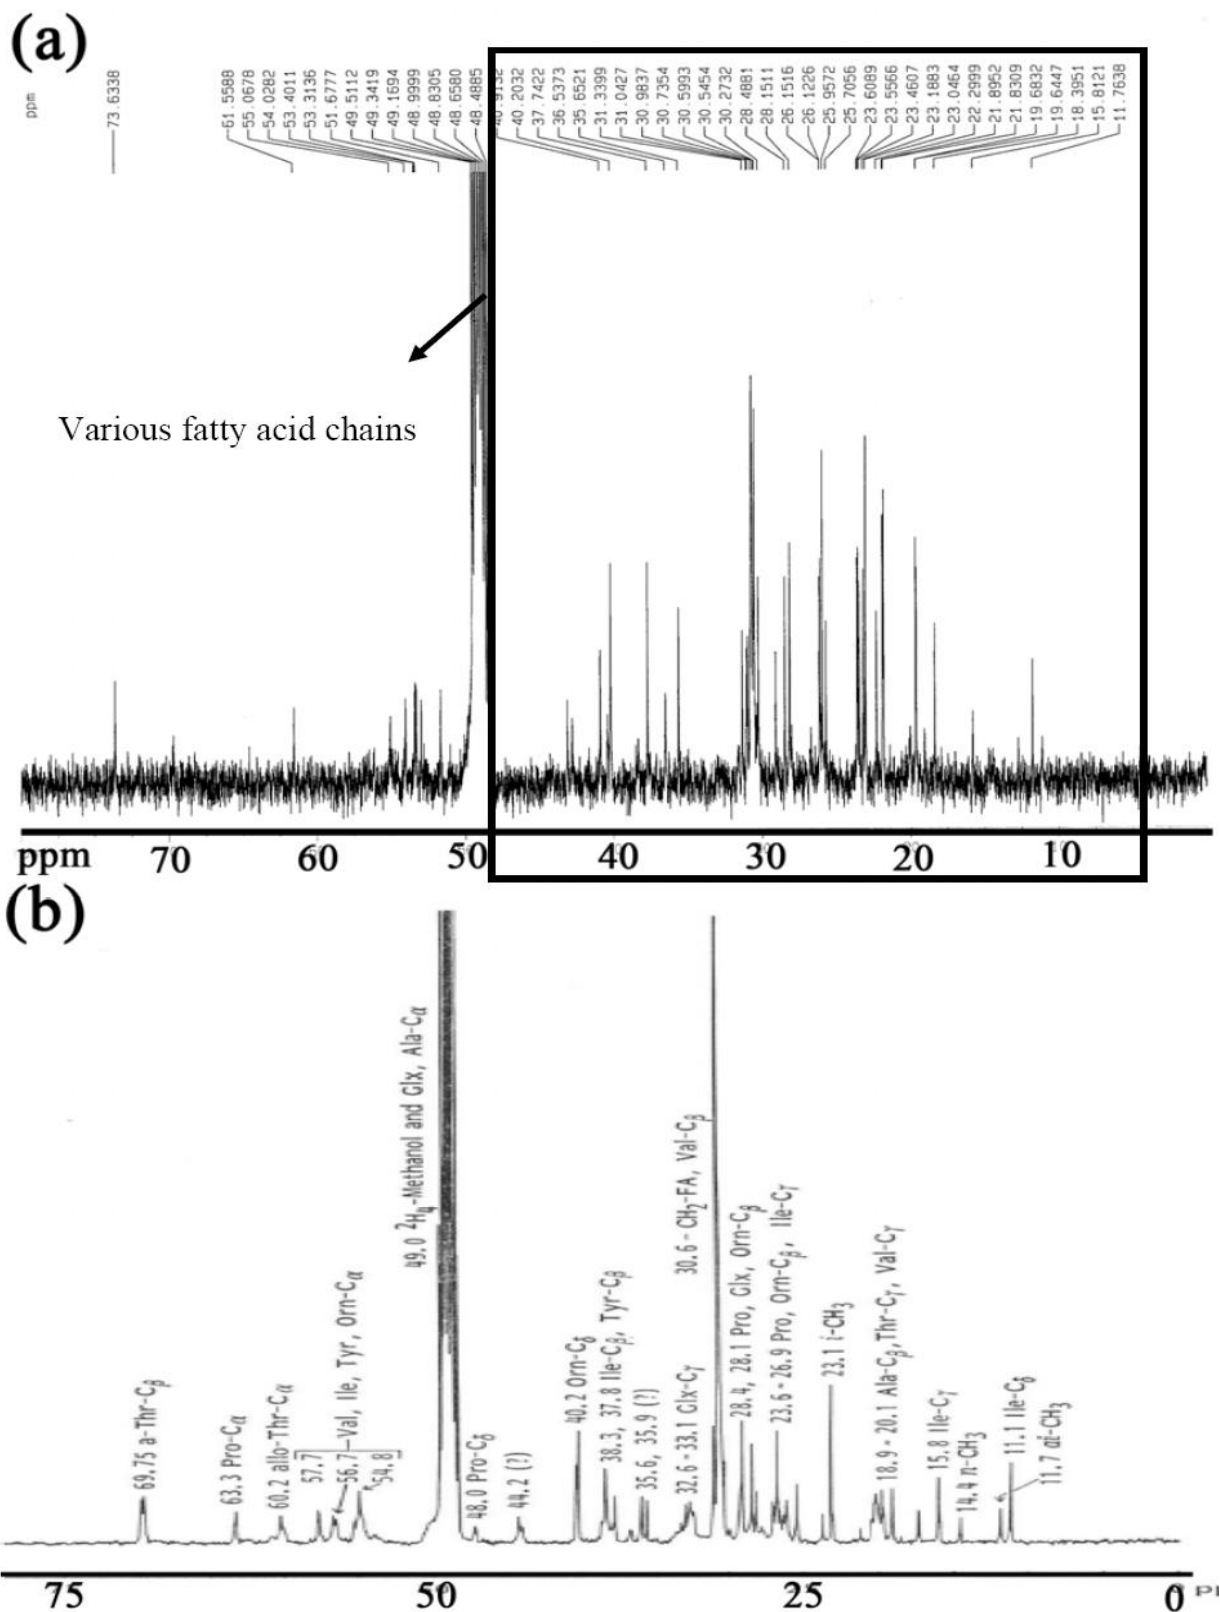 (a)
ppm
73.6338
61.5588
55.0678
54.0282
53.4011
53.3136
51.6777
49.5112
49.3419
49.1694
48.9999
48.8305
48.6580
48.4885
40.9132
40.2032
37.7422
36.5373
35.6521
31.3399
31.0427
30.9837
30.7354
30.5993
30.5454
30.2732
28.4881
28.1511
26.1516
26.1226
25.9572
25.7056
23.6089
23.5566
23.4607
23.1883
23.0464
22.2999
21.8952
21.8309
19.6832
19.6447
18.3951
15.8121
11.7638
Various fatty acid chains
ppm 70 60 50 40 30 20 10
(b)
69.75 a-Thr-Cβ
63.3 Pro-Cα
60.2 allo-Thr-Cα
57.7
56.7-Val, Ile, Tyr, Orn-Cα
54.8
49.0 ²H₄-Methanol and Glx, Ala-Cα
48.0 Pro-Cδ
44.2 (?)
40.2 Orn-Cδ
38.3, 37.8 Ile-Cβ, Tyr-Cβ
35.6, 35.9 (?)
32.6-33.1 Glx-Cγ
30.6-CH₂-FA, Val-Cβ
28.4, 28.1 Pro, Glx, Orn-Cβ
23.6-26.9 Pro, Orn-Cβ, Ile-Cγ
23.1 i-CH₃
18.9-20.1 Ala-Cβ, Thr-Cγ, Val-Cγ
15.8 Ile-Cγ
14.4 n-CH₃
11.1 Ile-Cδ
11.7 ai-CH₃
75 50 25 0